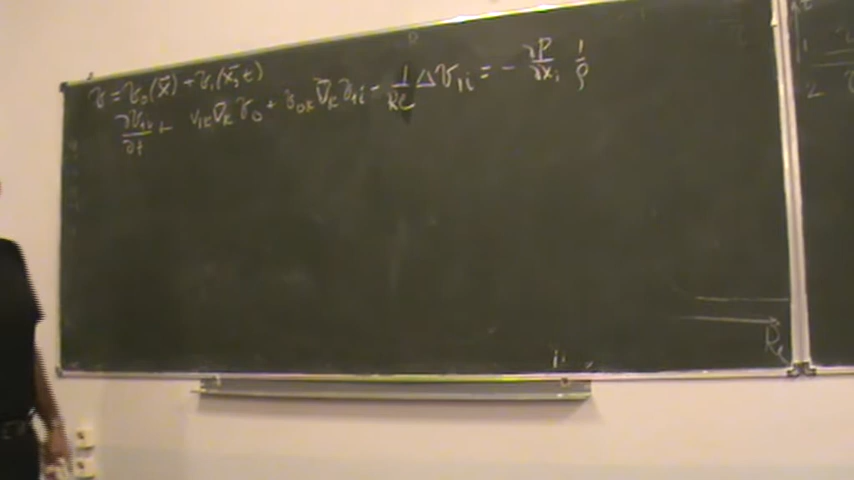 v = v₀(x̄) + v₁(x̄, t)
∂v₁ᵢ/∂t + v₁ₖ∇ₖv₀ + v₀ₖ∇ₖv₁ᵢ - 1/Re Δv₁ᵢ = - ∂P/∂xᵢ 1/ρ